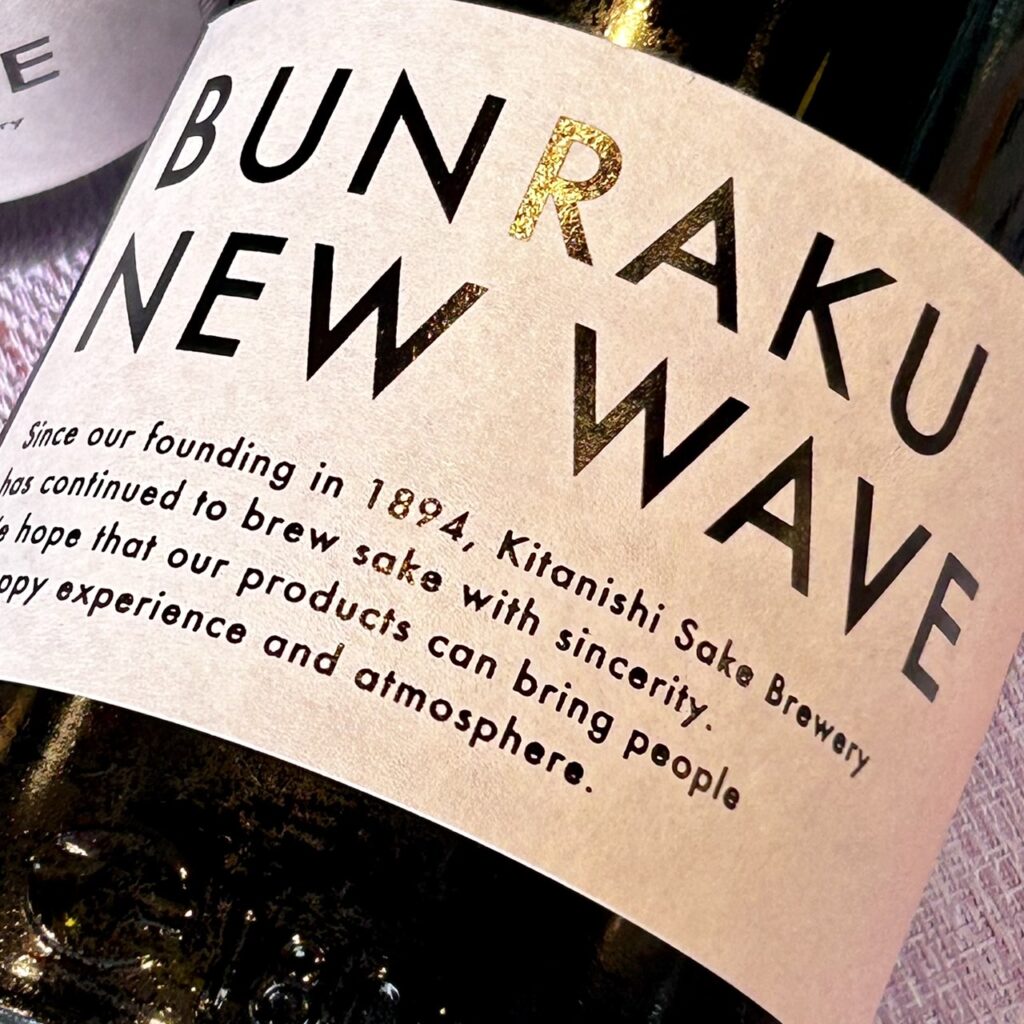 BUNRAKU
NEW WAVE
Since our founding in 1894, Kitanishi Sake Brewery
has continued to brew sake with sincerity.
hope that our products can bring people
experience and atmosphere.
E